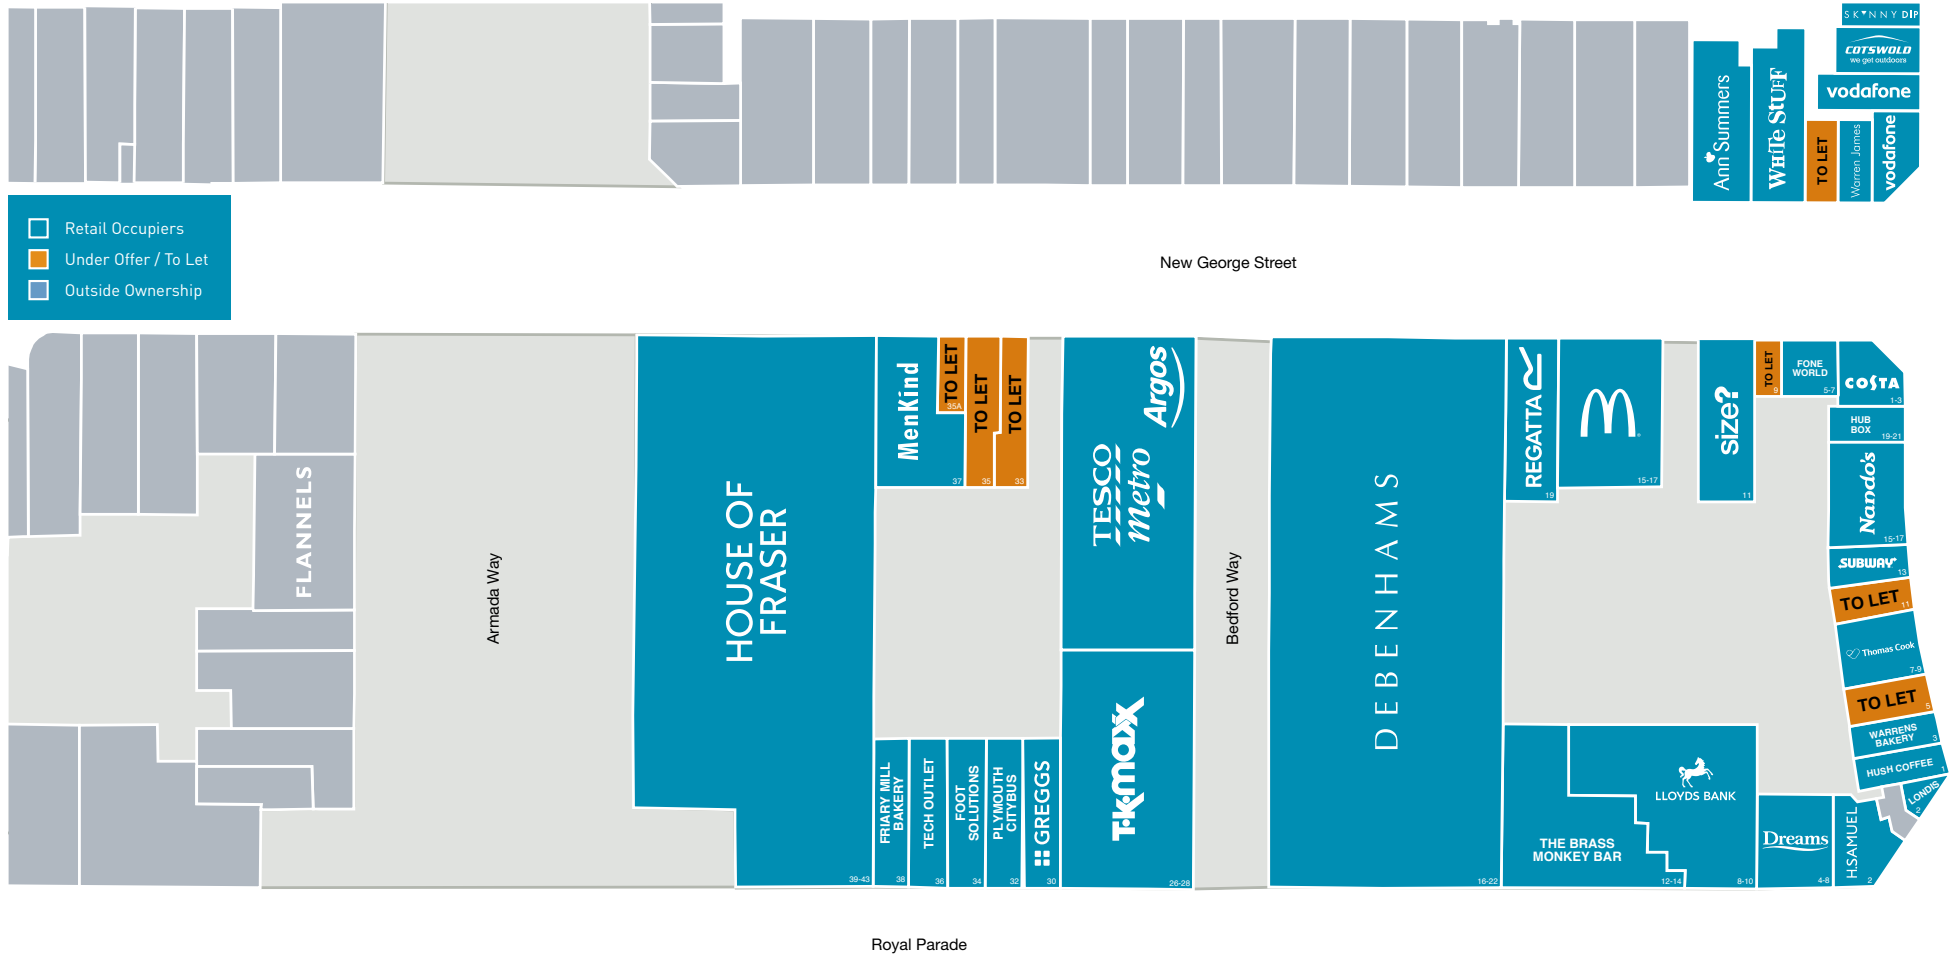 SKNNY DIP
COTSWOLD
we get outdoors
vodafone
Ann Summers
WHiTe STUFF
TO LET
Warren James
vodafone
Retail Occupiers
Under Offer / To Let
Outside Ownership
New George Street
FLANNELS
Armada Way
HOUSE OF
FRASER
39-43
MenKind
37
TO LET
35A
TO LET
35
TO LET
33
Argos
TESCO
Metro
TK maxx
26-28
FRIARY MILL
BAKERY
38
TECH OUTLET
36
FOOT
SOLUTIONS
34
PLYMOUTH
CITYBUS
32
GREGGS
30
Bedford Way
DEBENHAMS
16-22
REGATTA
19
M
15-17
size?
11
TO LET
9
FONE
WORLD
5-7
COSTA
1-3
HUB
BOX
19-21
Nando's
15-17
SUBWAY
13
TO LET
11
Thomas Cook
7-9
TO LET
5
WARRENS
BAKERY
3
HUSH COFFEE
1
LONDIS
2
THE BRASS
MONKEY BAR
12-14
LLOYDS BANK
8-10
Dreams
4-8
H.SAMUEL
2
Royal Parade